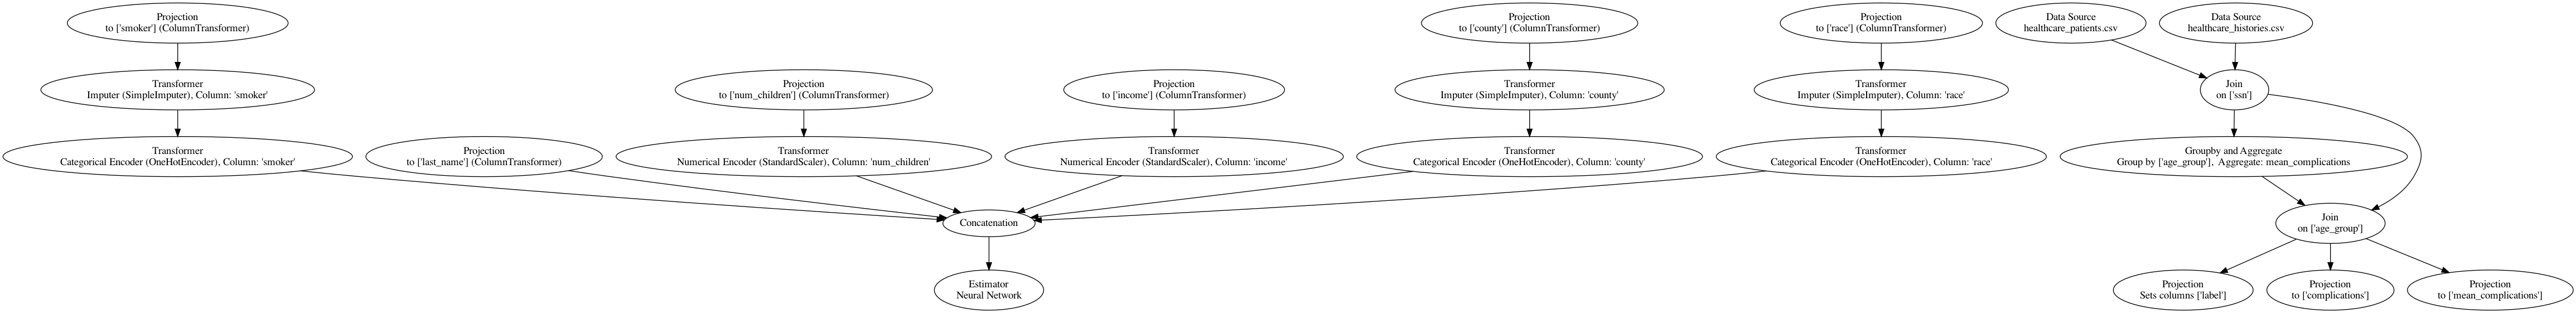 Projection
to ['smoker'] (ColumnTransformer)
Projection
to ['county'] (ColumnTransformer)
Projection
to ['race'] (ColumnTransformer)
Data Source
healthcare_patients.csv
Data Source
healthcare_histories.csv
Transformer
Imputer (SimpleImputer), Column: 'smoker'
Projection
to ['num_children'] (ColumnTransformer)
Projection
to ['income'] (ColumnTransformer)
Transformer
Imputer (SimpleImputer), Column: 'county'
Transformer
Imputer (SimpleImputer), Column: 'race'
Join
on ['ssn']
Transformer
Categorical Encoder (OneHotEncoder), Column: 'smoker'
Projection
to ['last_name'] (ColumnTransformer)
Transformer
Numerical Encoder (StandardScaler), Column: 'num_children'
Transformer
Numerical Encoder (StandardScaler), Column: 'income'
Transformer
Categorical Encoder (OneHotEncoder), Column: 'county'
Transformer
Categorical Encoder (OneHotEncoder), Column: 'race'
Groupby and Aggregate
Group by ['age_group'], Aggregate: mean_complications
Concatenation
Join
on ['age_group']
Estimator
Neural Network
Projection
Sets columns ['label']
Projection
to ['complications']
Projection
to ['mean_complications']